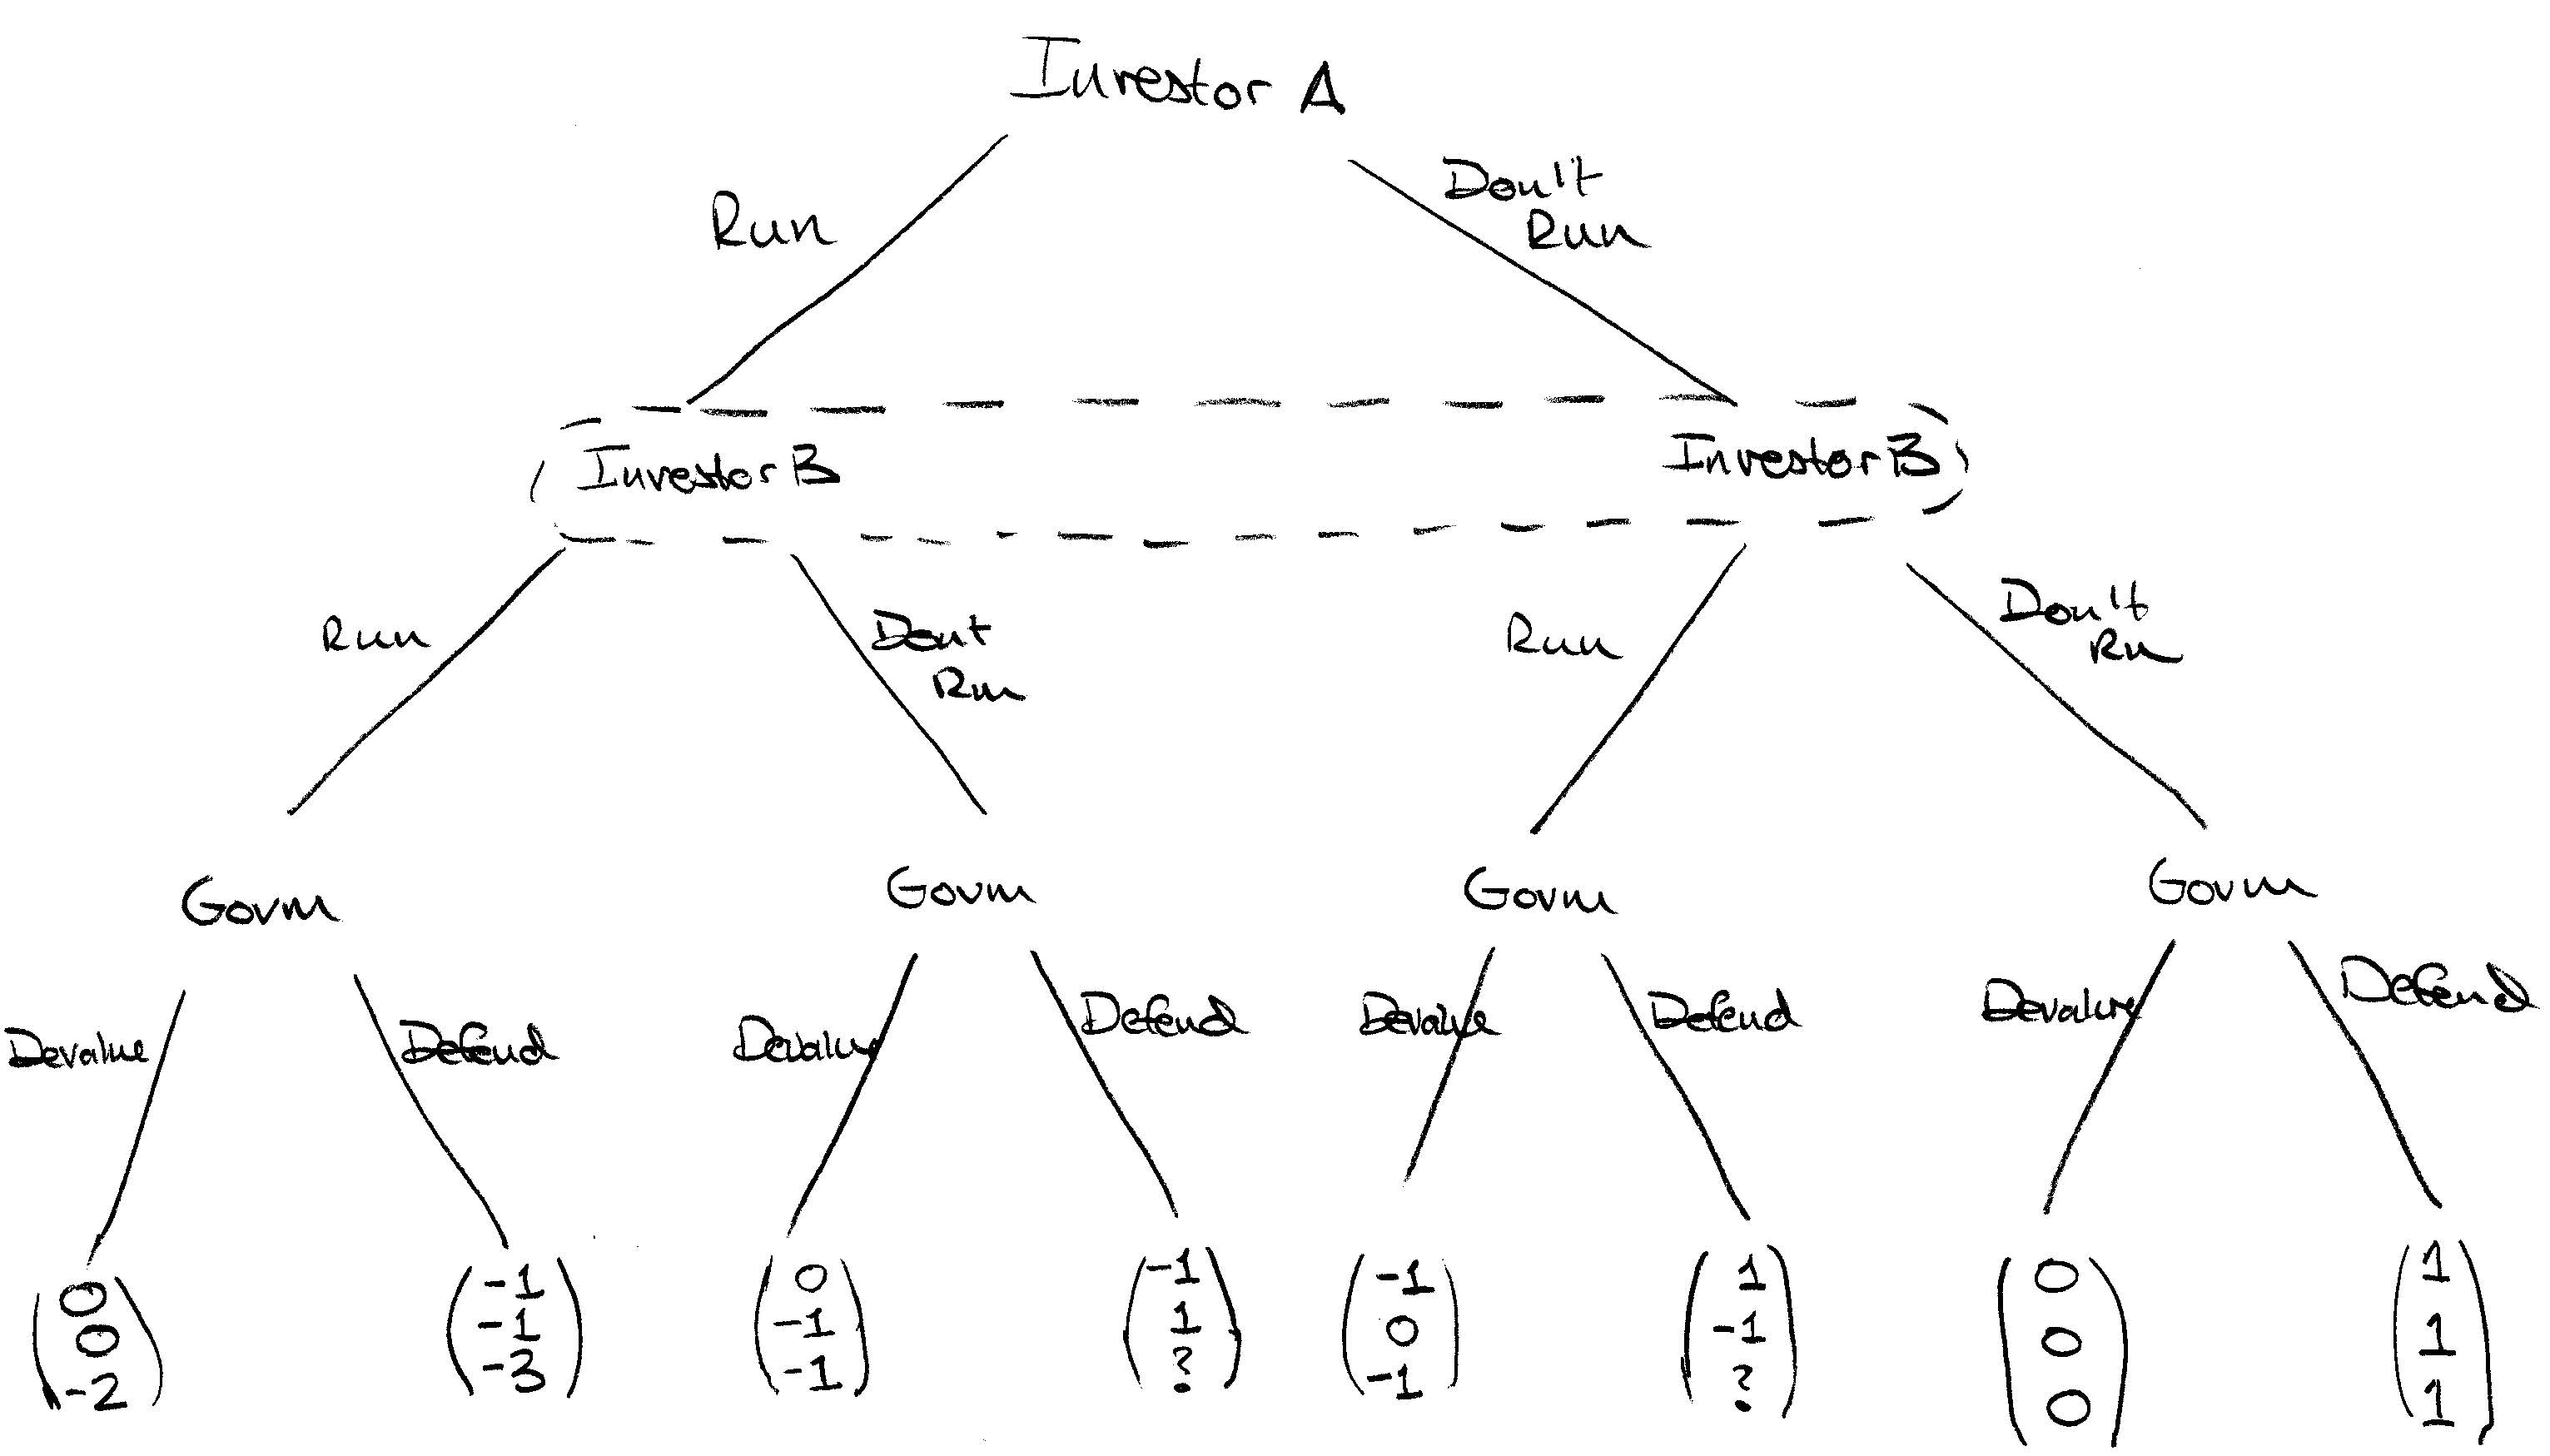 Investor A
Run
Don't
Run
Investor B
Investor B
Run
Dont
Run
Run
Don't
Run
Govm
Govm
Govm
Govm
Devalue
Defend
Devalue
Defend
Devalue
Defend
Devalue
Defend
0
0
-2
-1
-1
-3
0
-1
-1
-1
1
?
-1
0
-1
1
-1
?
0
0
0
1
1
1